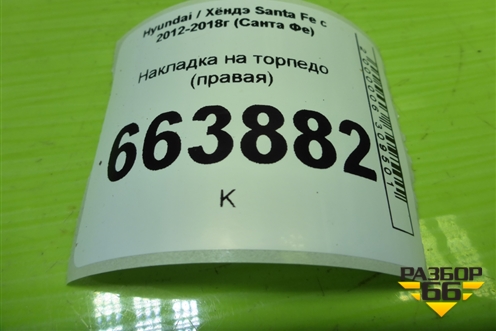 Hyundai / Хёндэ Santa Fe с
2012-2018г (Санта Фе)
Накладка на торпедо
(правая)
663882
К
РАЗБОР
66